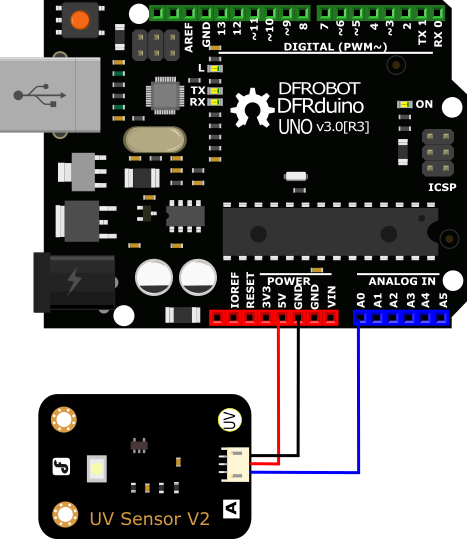 AREF
GND
13
12
~11
~10
~9
8
7
~6
~5
4
~3
2
TX 1
RX 0
DIGITAL (PWM~)
L
TX
RX
DFROBOT
DFRduino
UNO v3.0[R3]
ON
ICSP
POWER
ANALOG IN
IOREF
RESET
3V3
5V
GND
GND
VIN
A0
A1
A2
A3
A4
A5
UV
A
UV Sensor V2